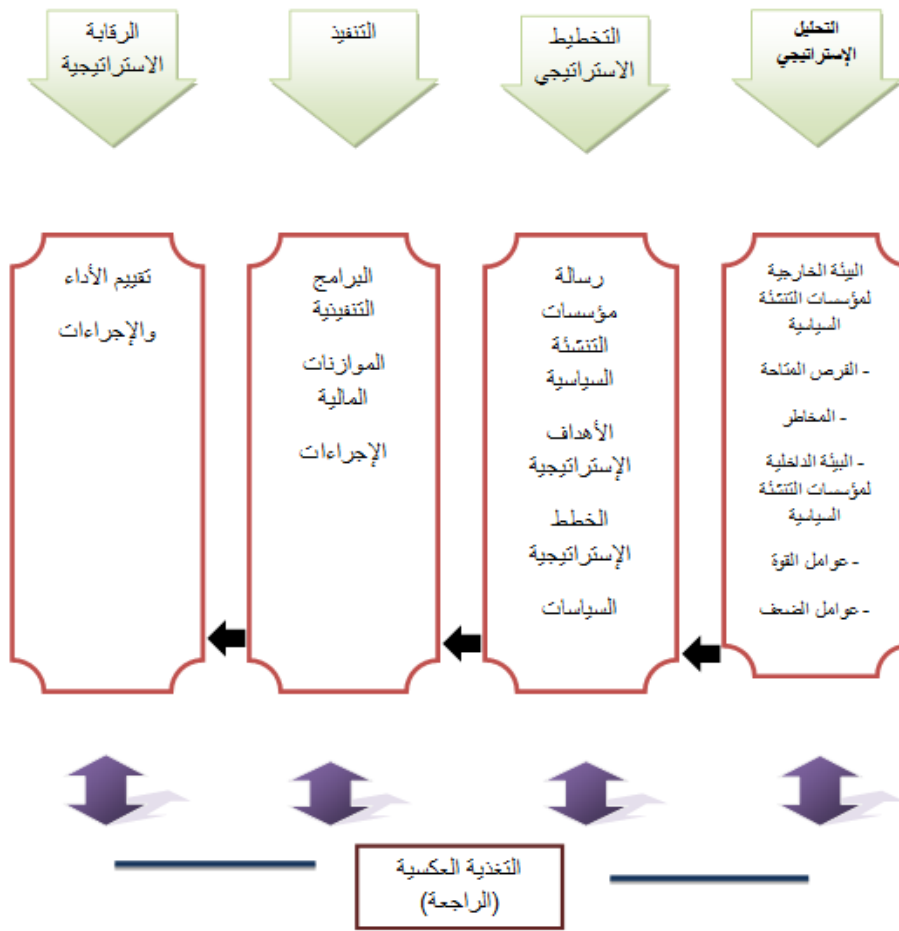 التحليل
الإستراتيجي
التخطيط
الاستراتيجي
التنفيذ
الرقابة
الاستراتيجية
البيئة الخارجية
لمؤسسات التنشئة
السياسية
- الفرص المتاحة
- المخاطر
- البيئة الداخلية
لمؤسسات التنشئة
السياسية
- عوامل القوة
- عوامل الضعف
رسالة
مؤسسات
التنشئة
السياسية
الأهداف
الإستراتيجية
الخطط
الإستراتيجية
السياسات
البرامج
التنفينية
الموازنات
المالية
الإجراءات
تقييم الأداء
والإجراءات
التغذية العكسية
(الراجعة)